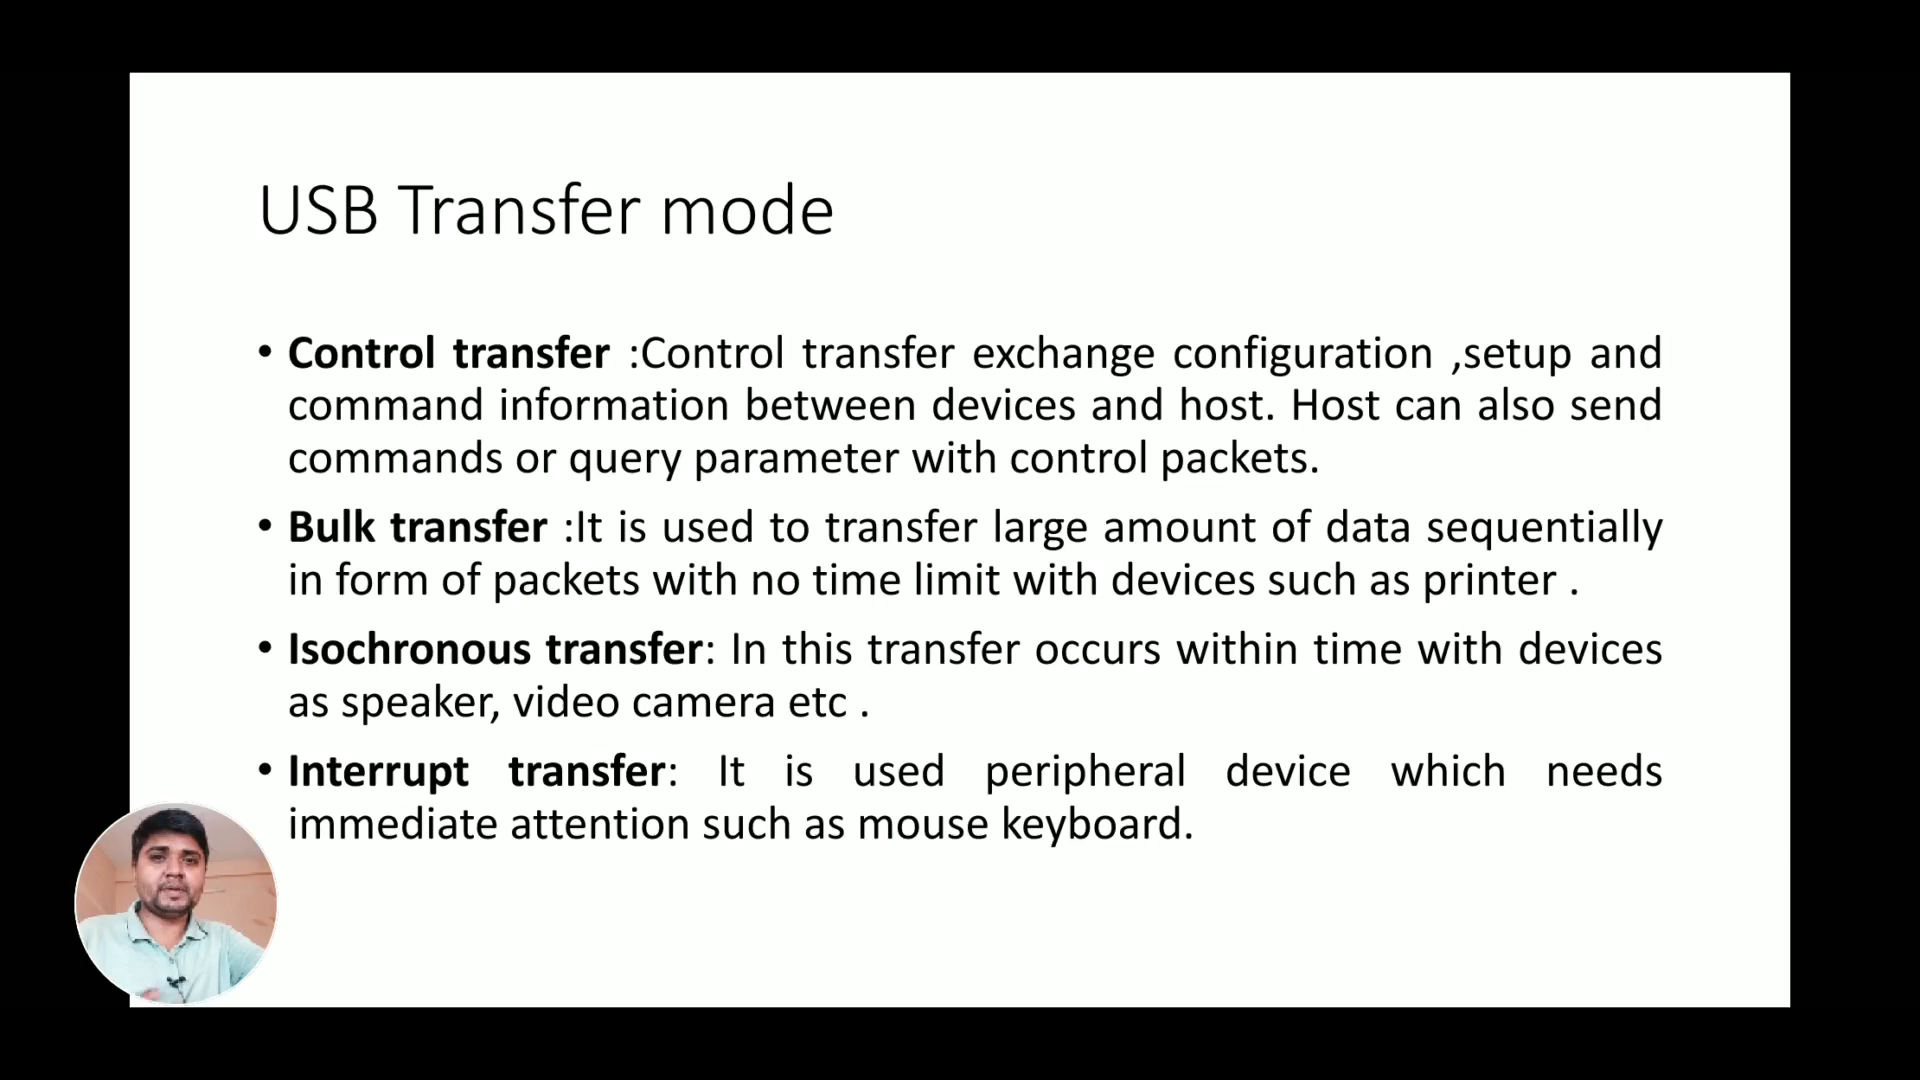 USB Transfer mode
• Control transfer :Control transfer exchange configuration ,setup and
command information between devices and host. Host can also send
commands or query parameter with control packets.
• Bulk transfer :It is used to transfer large amount of data sequentially
in form of packets with no time limit with devices such as printer .
• Isochronous transfer: In this transfer occurs within time with devices
as speaker, video camera etc .
• Interrupt transfer: It is used peripheral device which needs
immediate attention such as mouse keyboard.